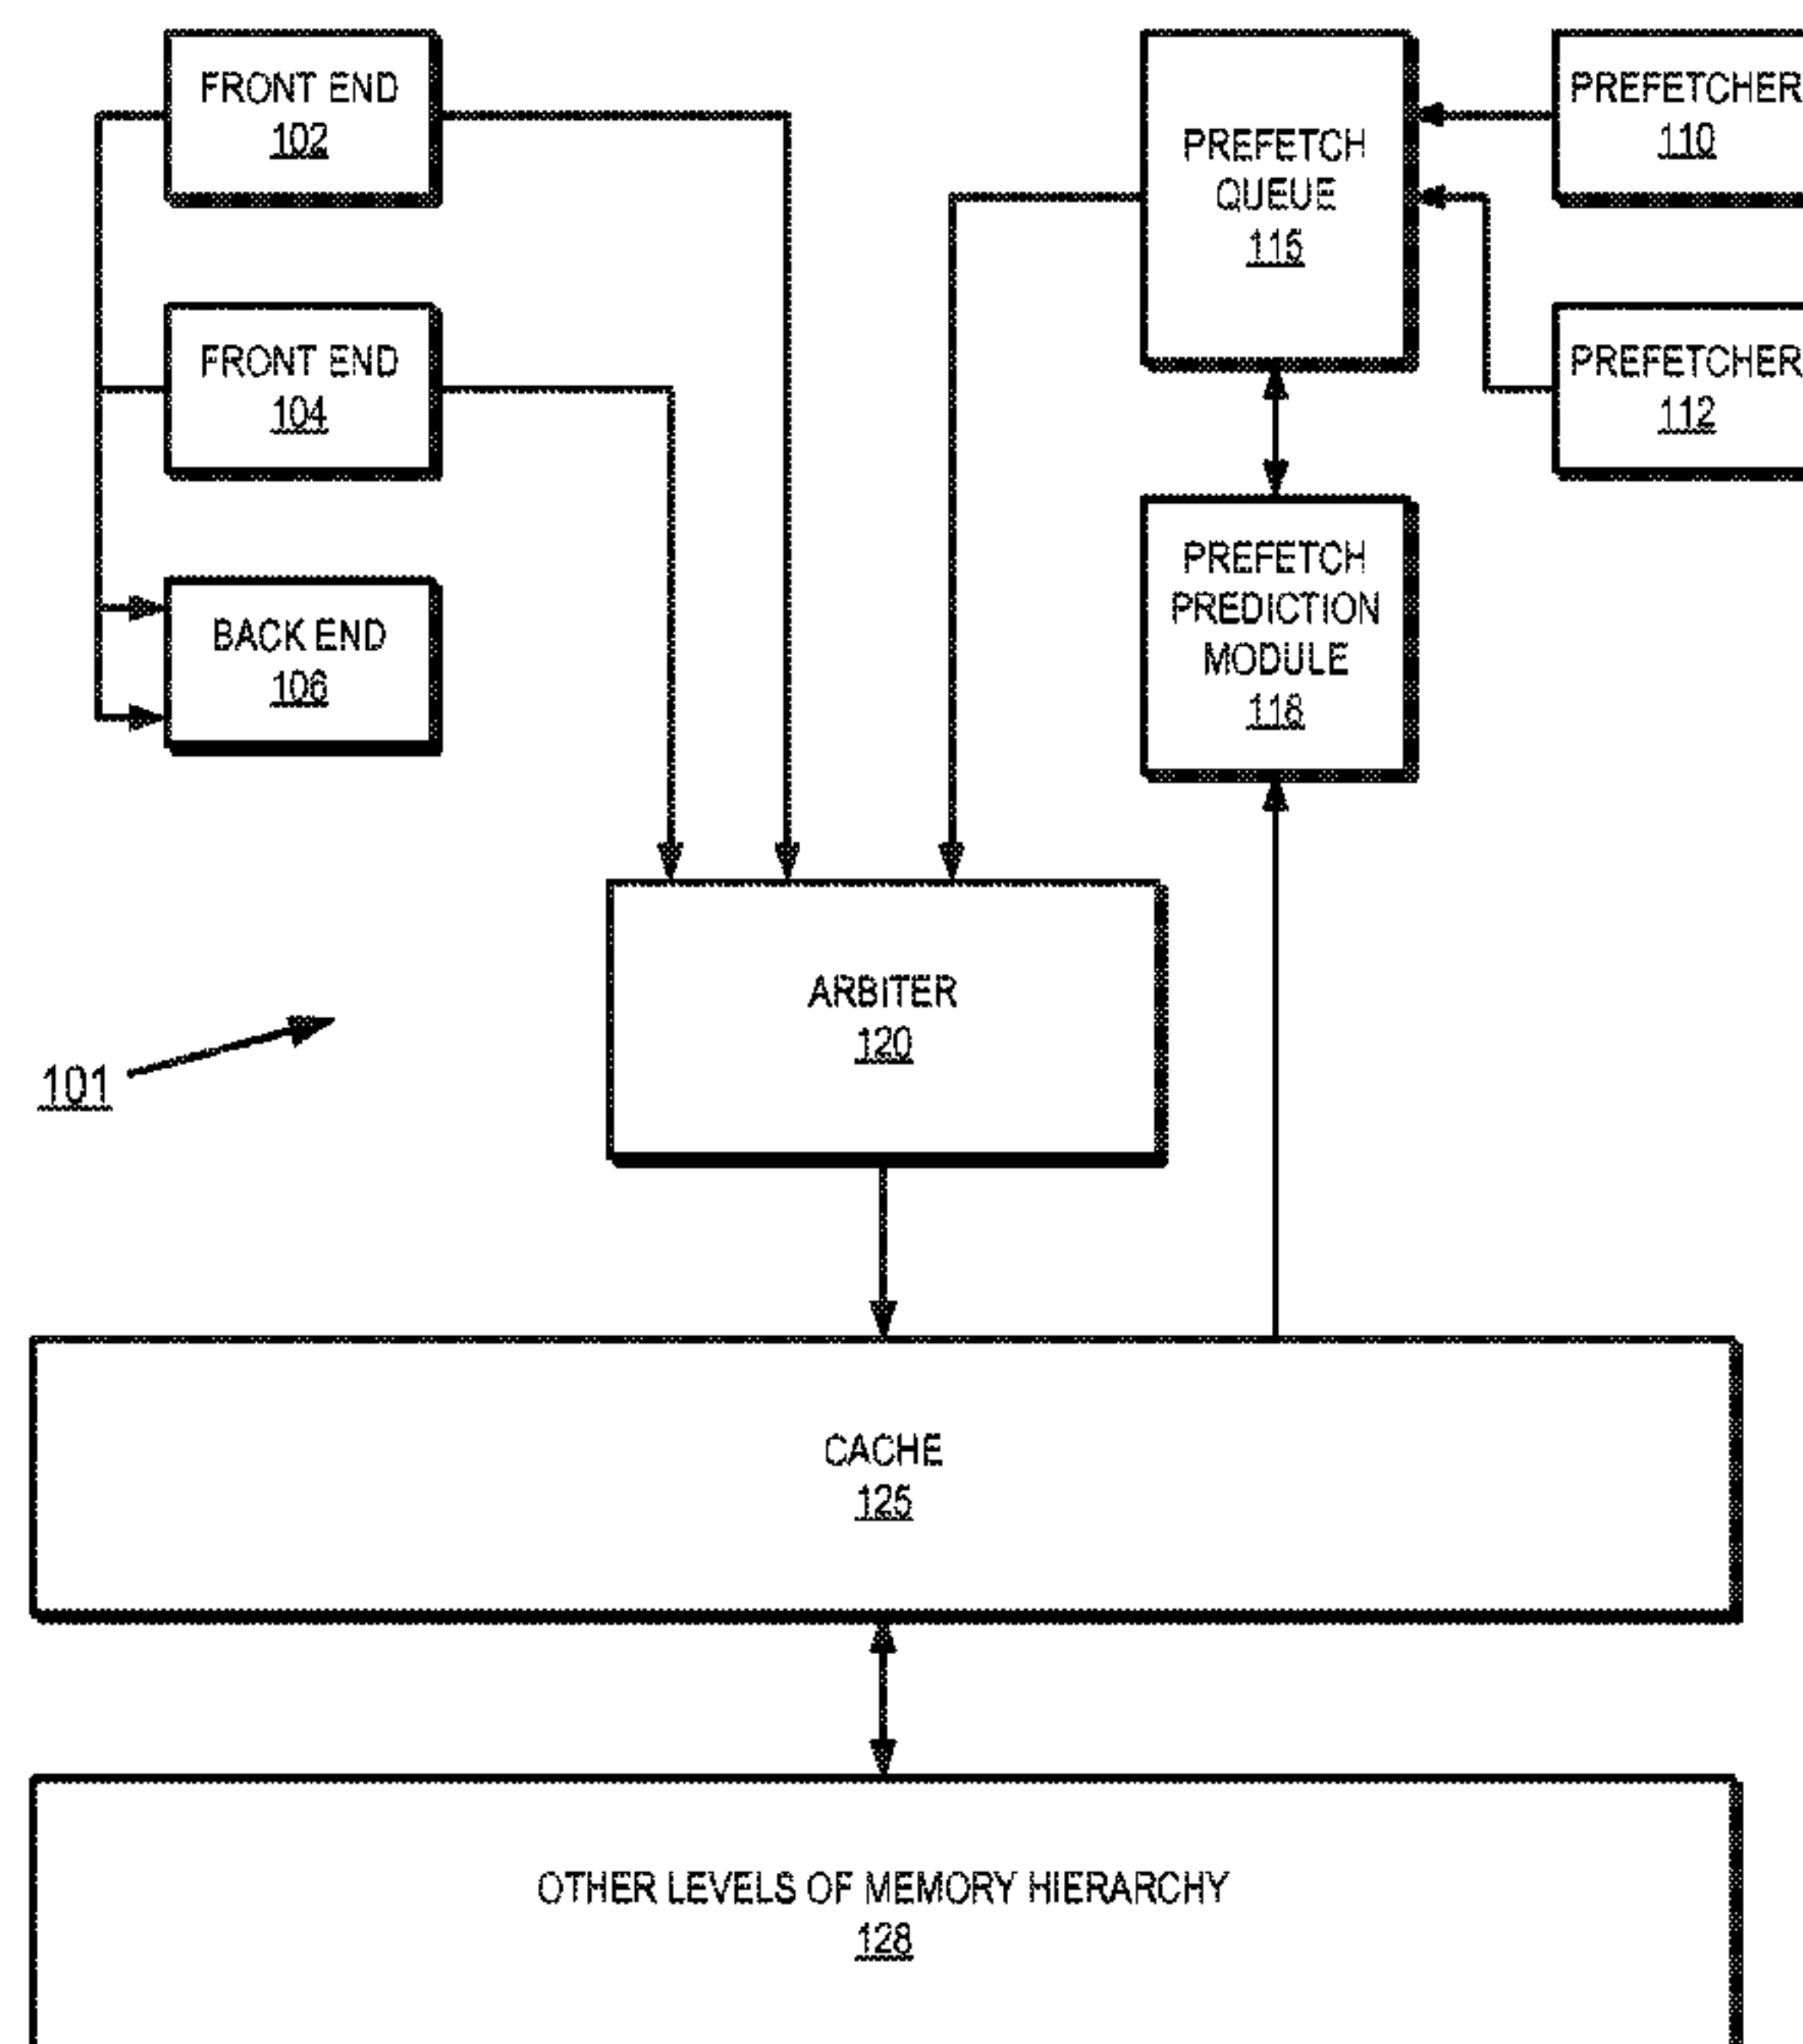 FRONT END
102
FRONT END
104
BACK END
106
PREFETCH
QUEUE
115
PREFETCHER
110
PREFETCHER
112
PREFETCH
PREDICTION
MODULE
118
ARBITER
120
101
CACHE
125
OTHER LEVELS OF MEMORY HIERARCHY
128